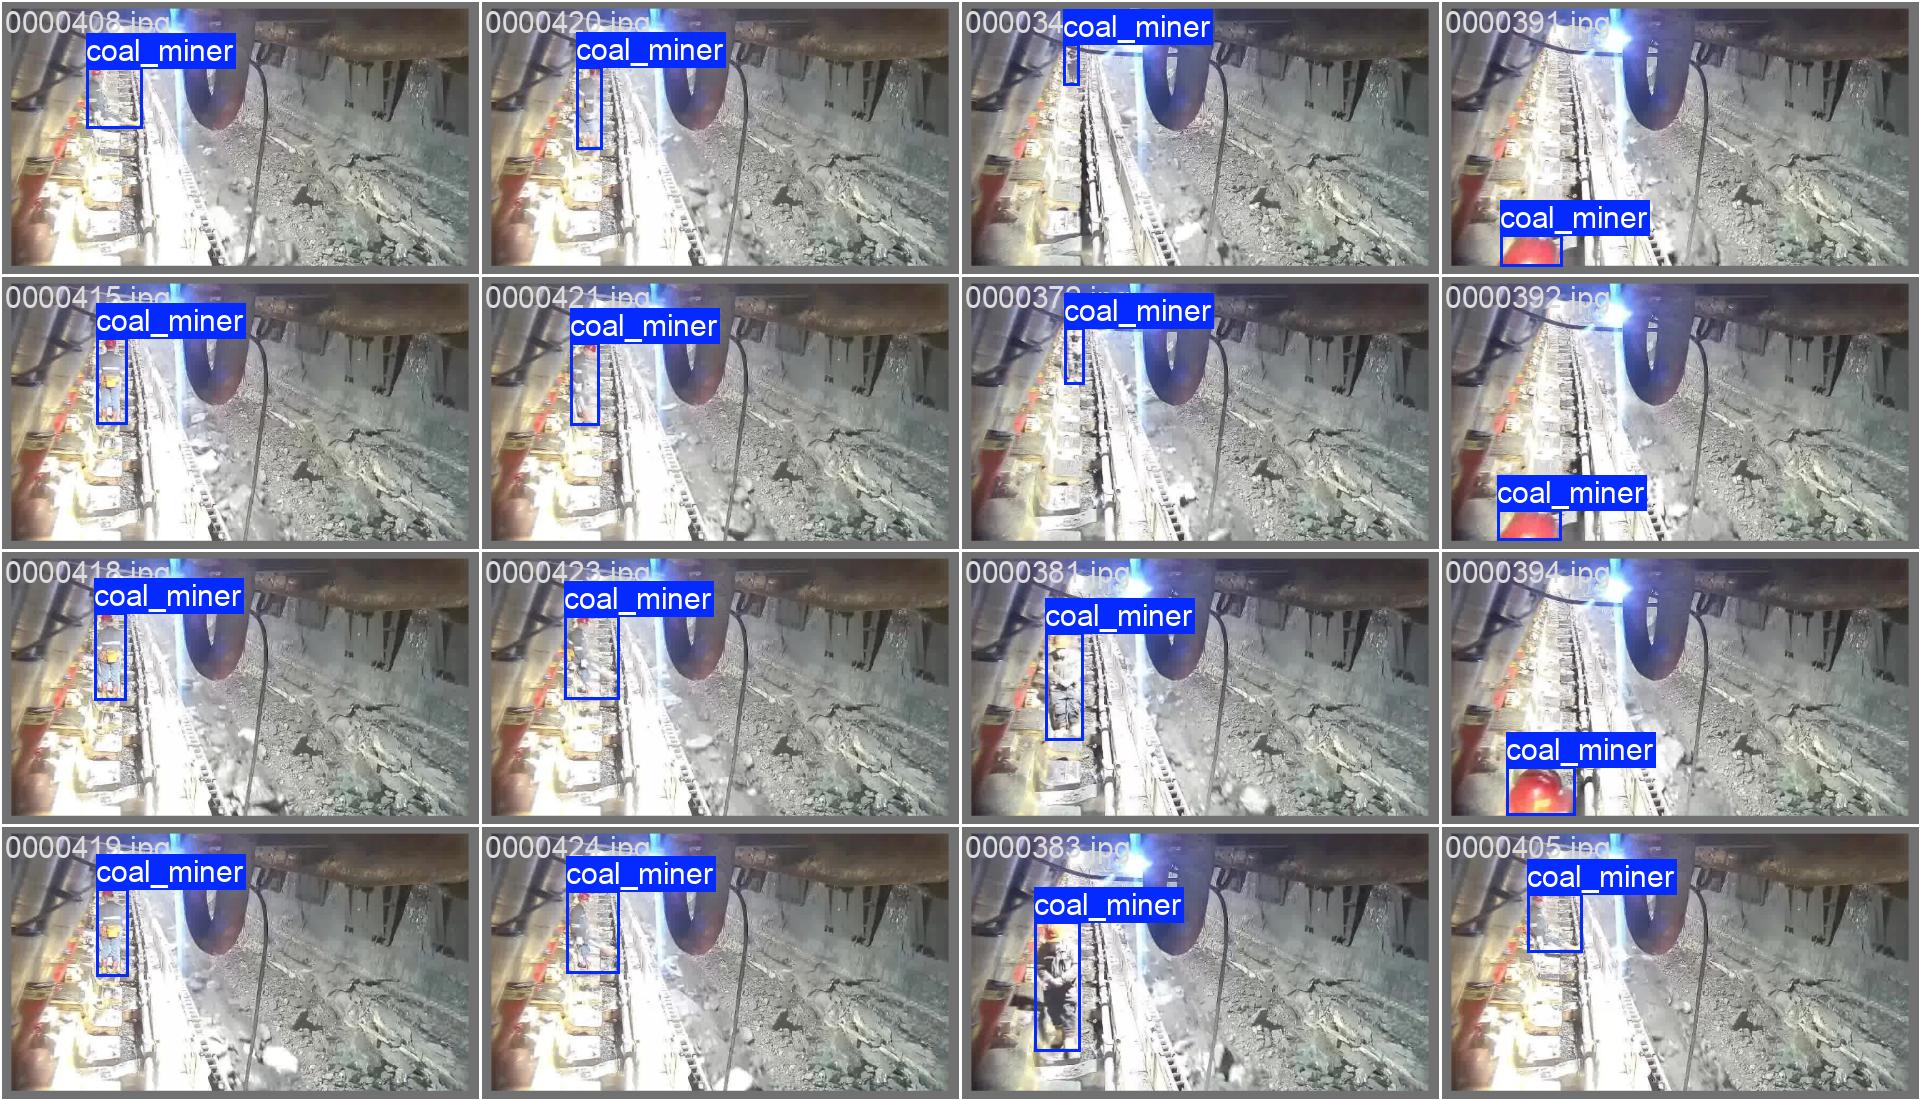 0000408.jpg
coal_miner
0000420.jpg
coal_miner
000034
coal_miner
0000391.jpg
coal_miner
0000415.jpg
coal_miner
0000421.jpg
coal_miner
coal_miner
0000392.jpg
coal_miner
0000418.jpg
coal_miner
0000423.jpg
coal_miner
0000381.jpg
coal_miner
0000394.jpg
coal_miner
0000419.jpg
coal_miner
0000424.jpg
coal_miner
0000383.jpg
coal_miner
0000405.jpg
coal_miner